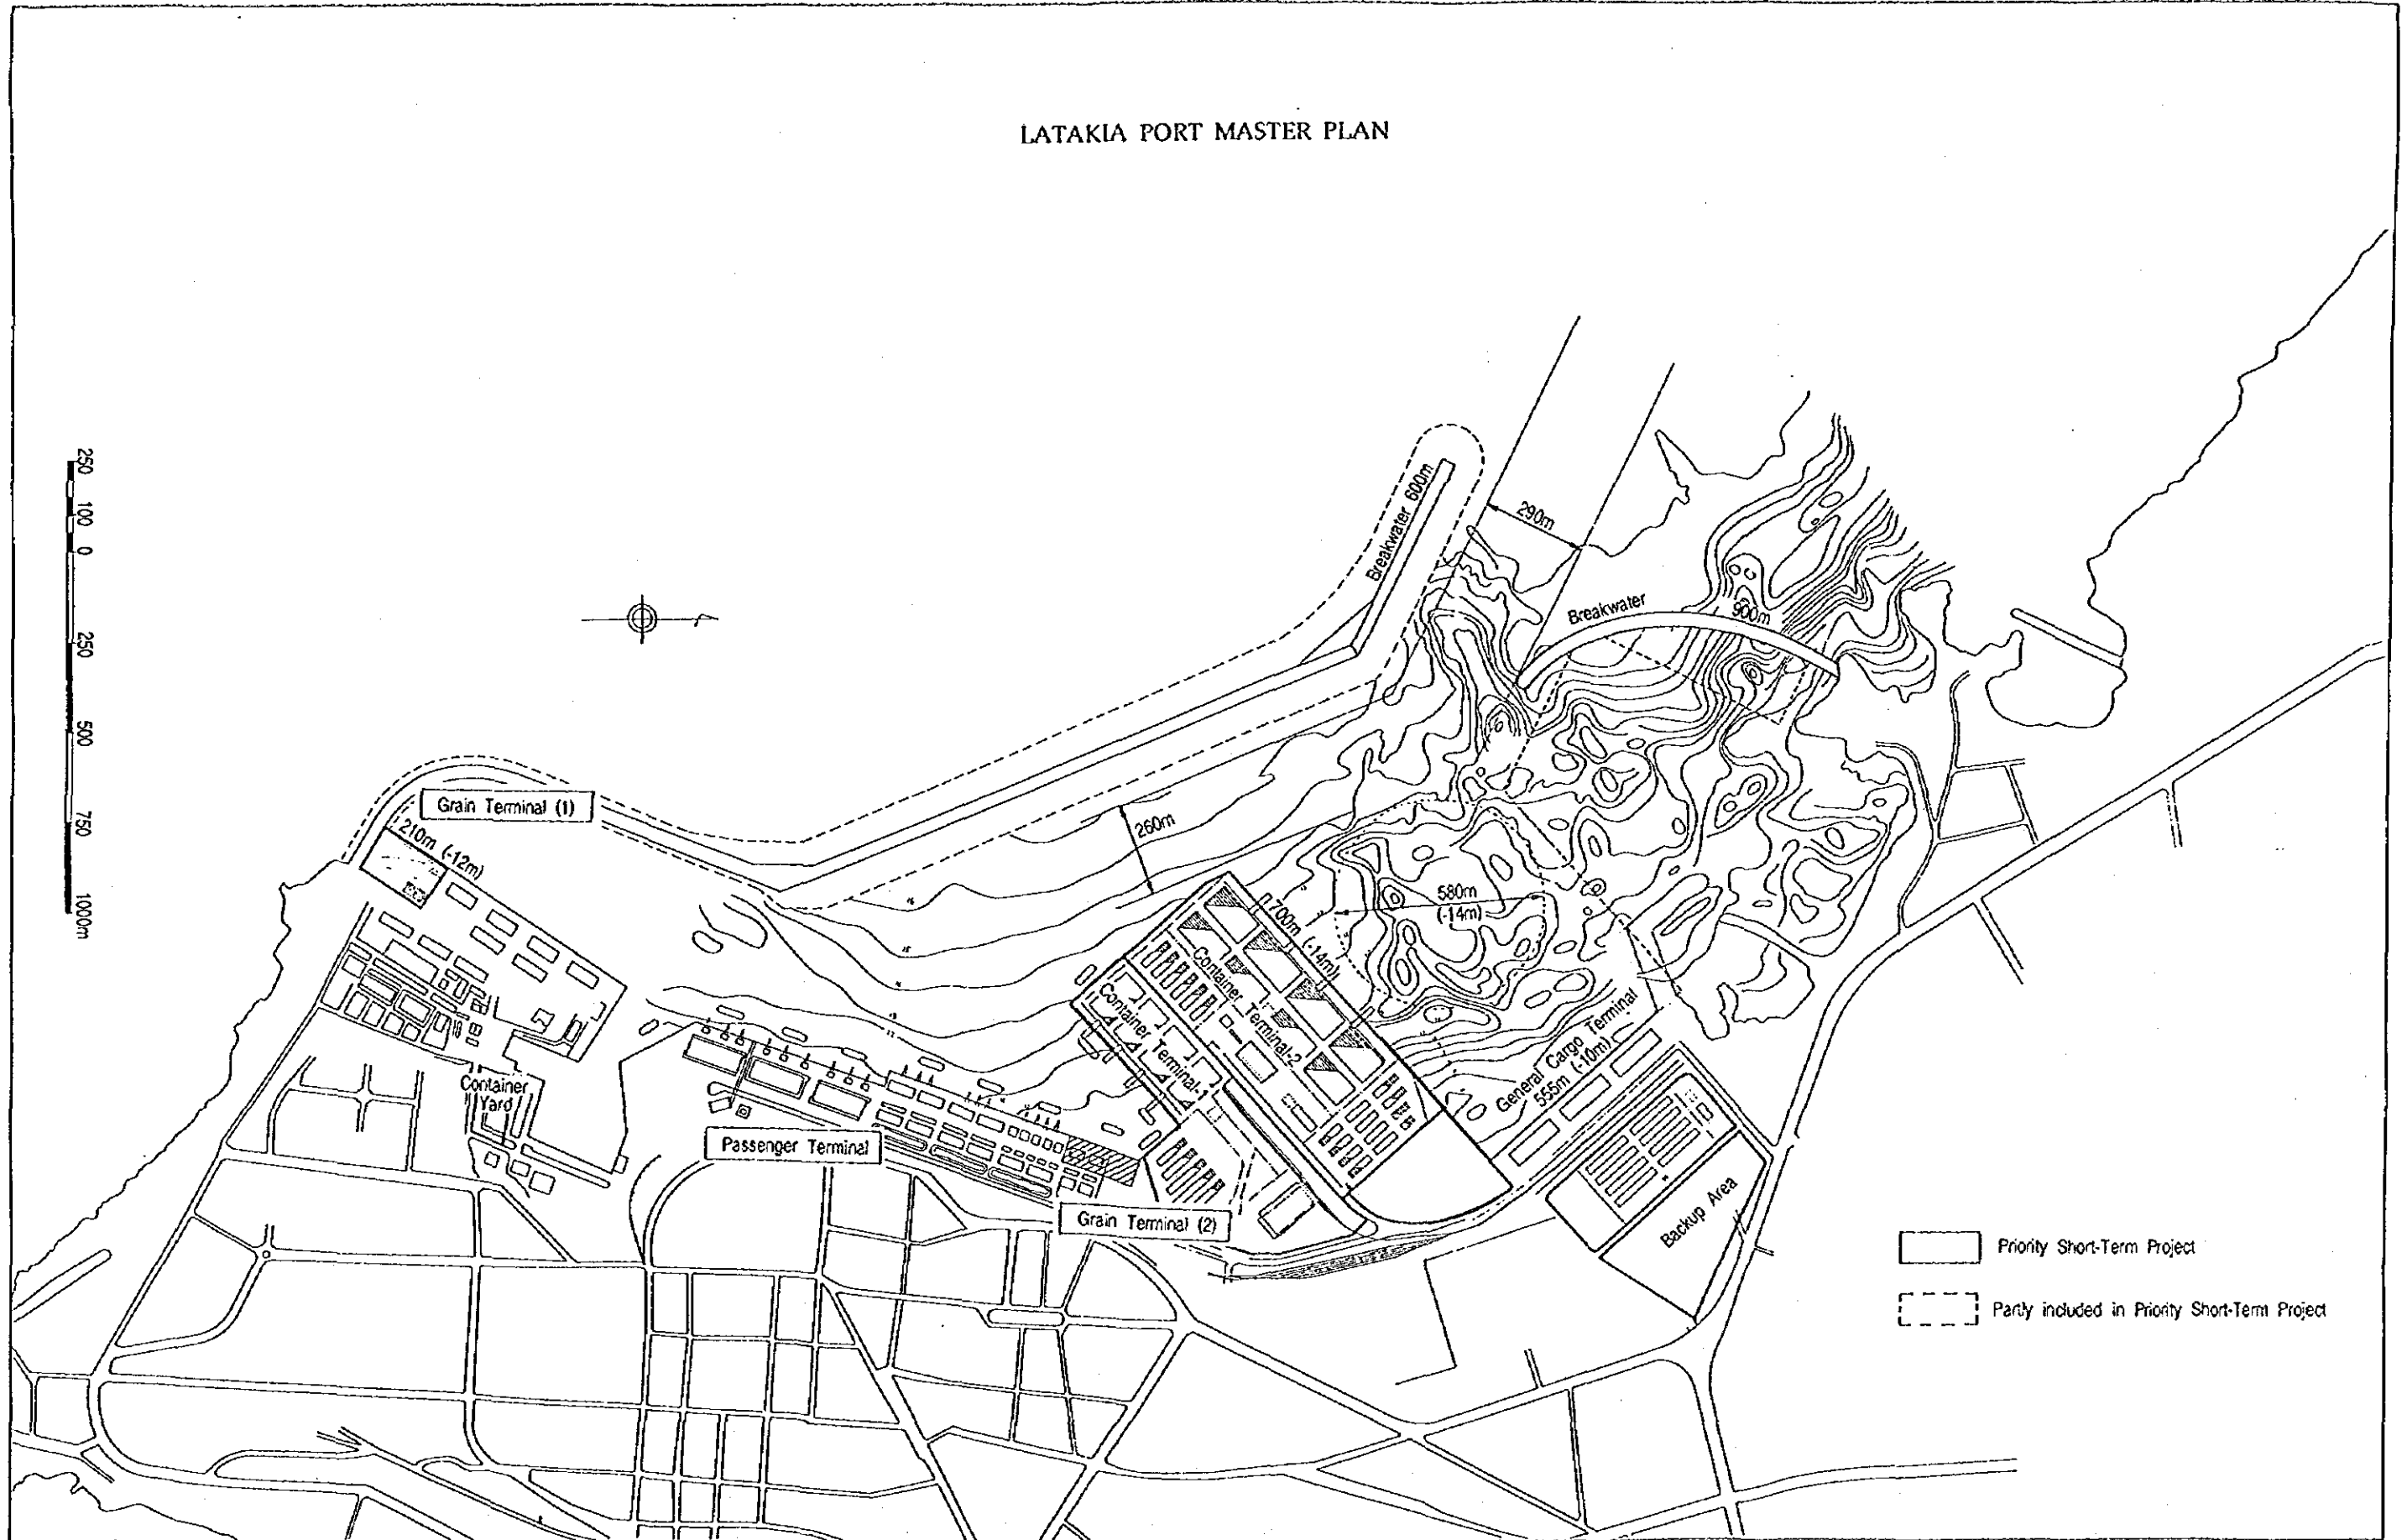 LATAKIA PORT MASTER PLAN
250
100
0
250
500
750
1000m
Breakwater 600m
290m
Breakwater
900m
Grain Terminal (1)
210m (-12m)
260m
580m
(-14m)
700m (-14m)
Container Terminal-2
Container Terminal-1
General Cargo Terminal
555m (-10m)
Container
Yard
Passenger Terminal
Grain Terminal (2)
Backup Area
Priority Short-Term Project
Partly included in Priority Short-Term Project